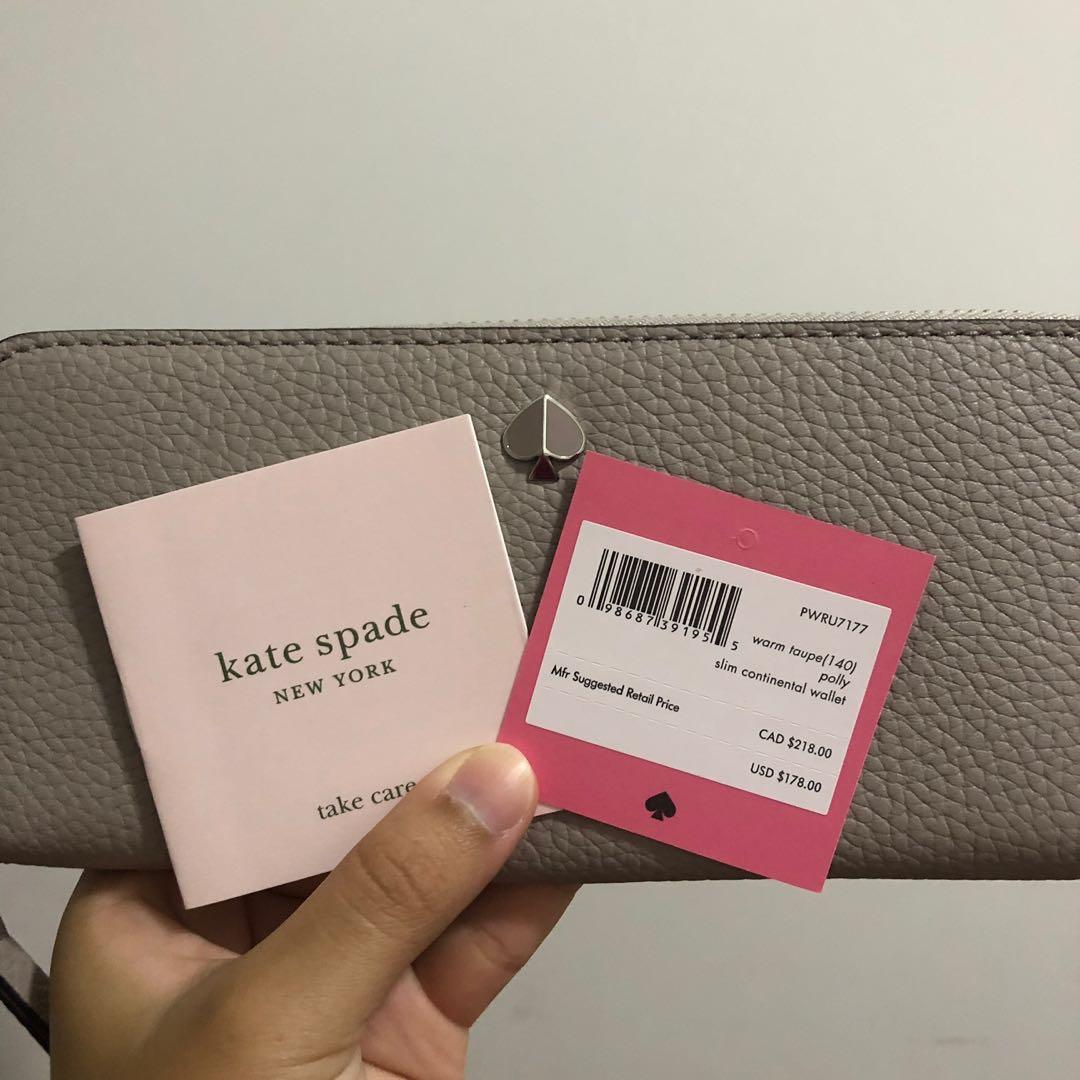 kate spade
NEW YORK
take care
0 98687 39195 5
PWRU7177
warm taupe(140)
polly
slim continental wallet
Mfr Suggested Retail Price
CAD $218.00
USD $178.00